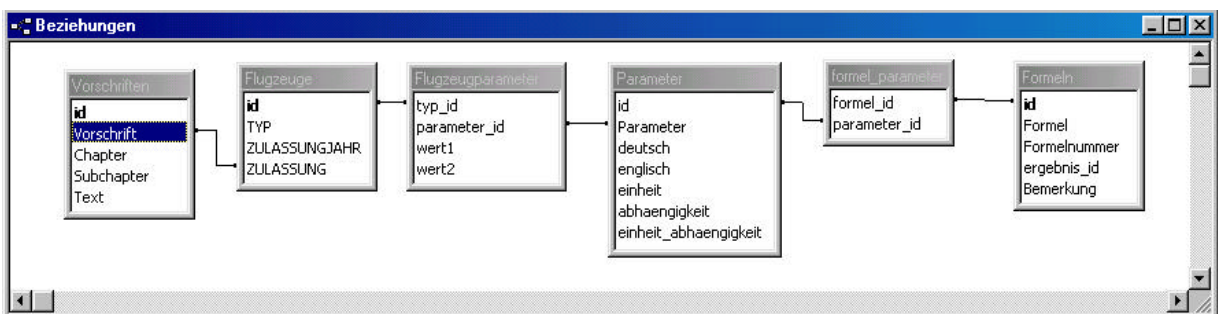 Beziehungen
Vorschriften
id
Vorschrift
Chapter
Subchapter
Text
Flugzeuge
id
TYP
ZULASSUNGJAHR
ZULASSUNG
Flugzeugparameter
typ_id
parameter_id
wert1
wert2
Parameter
id
Parameter
deutsch
englisch
einheit
abhaengigkeit
einheit_abhaengigkeit
formel_parameter
formel_id
parameter_id
Formeln
id
Formel
Formelnummer
ergebnis_id
Bemerkung